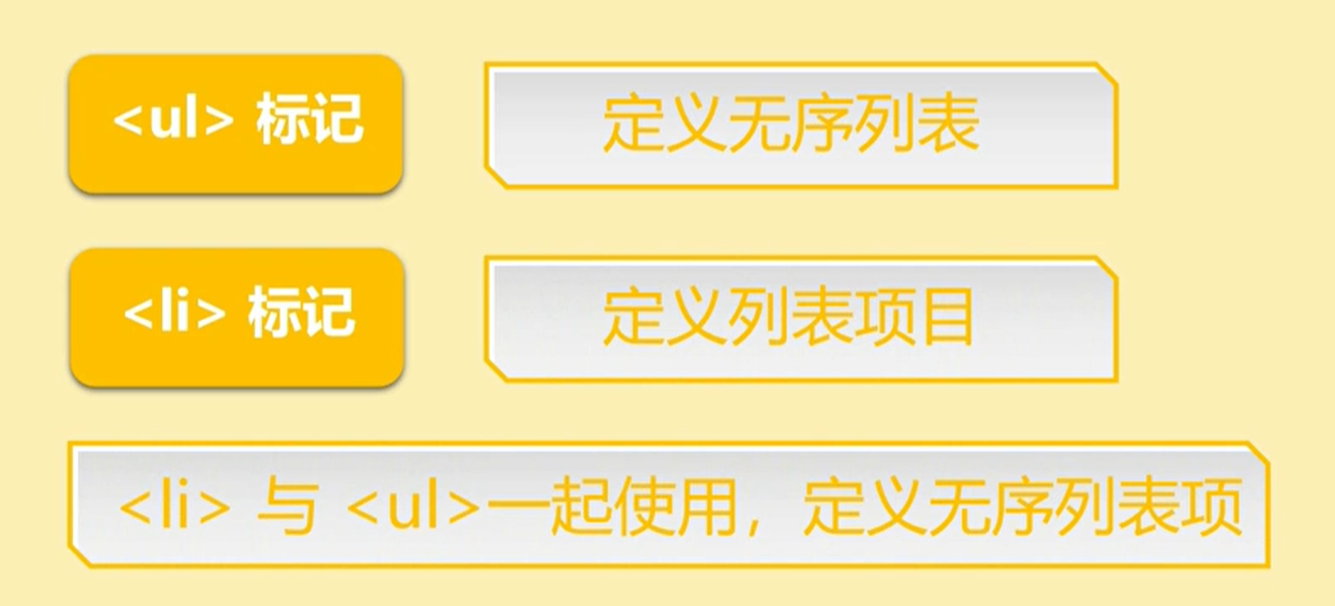 <ul> 标记
定义无序列表
<li> 标记
定义列表项目
<li> 与 <ul>一起使用，定义无序列表项